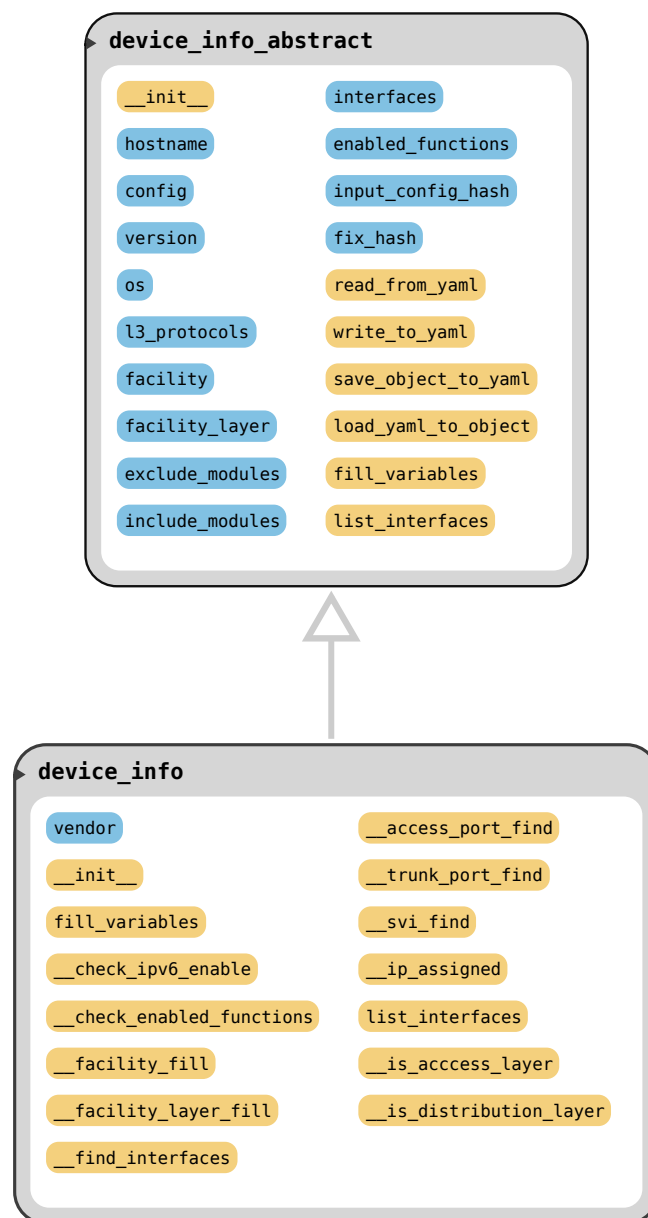 device_info_abstract
__init__
hostname
config
version
os
l3_protocols
facility
facility_layer
exclude_modules
include_modules
interfaces
enabled_functions
input_config_hash
fix_hash
read_from_yaml
write_to_yaml
save_object_to_yaml
load_yaml_to_object
fill_variables
list_interfaces
device_info
vendor
__init__
fill_variables
__check_ipv6_enable
__check_enabled_functions
__facility_fill
__facility_layer_fill
__find_interfaces
__access_port_find
__trunk_port_find
__svi_find
__ip_assigned
list_interfaces
__is_acccess_layer
__is_distribution_layer